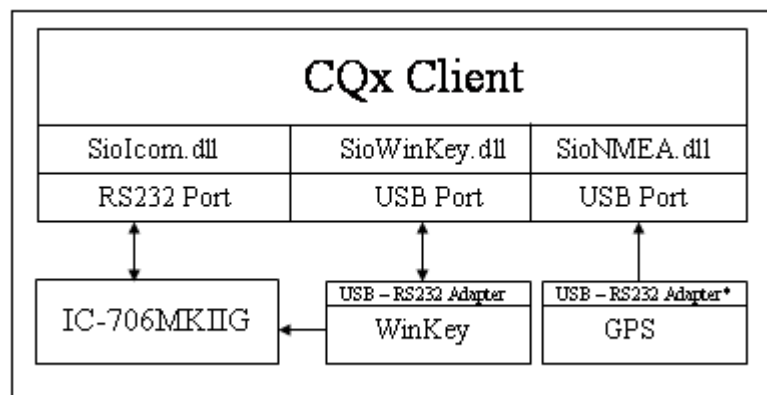 CQx Client
SioIcom.dll
SioWinKey.dll
SioNMEA.dll
RS232 Port
USB Port
USB Port
IC-706MKIIG
USB – RS232 Adapter
WinKey
USB – RS232 Adapter*
GPS